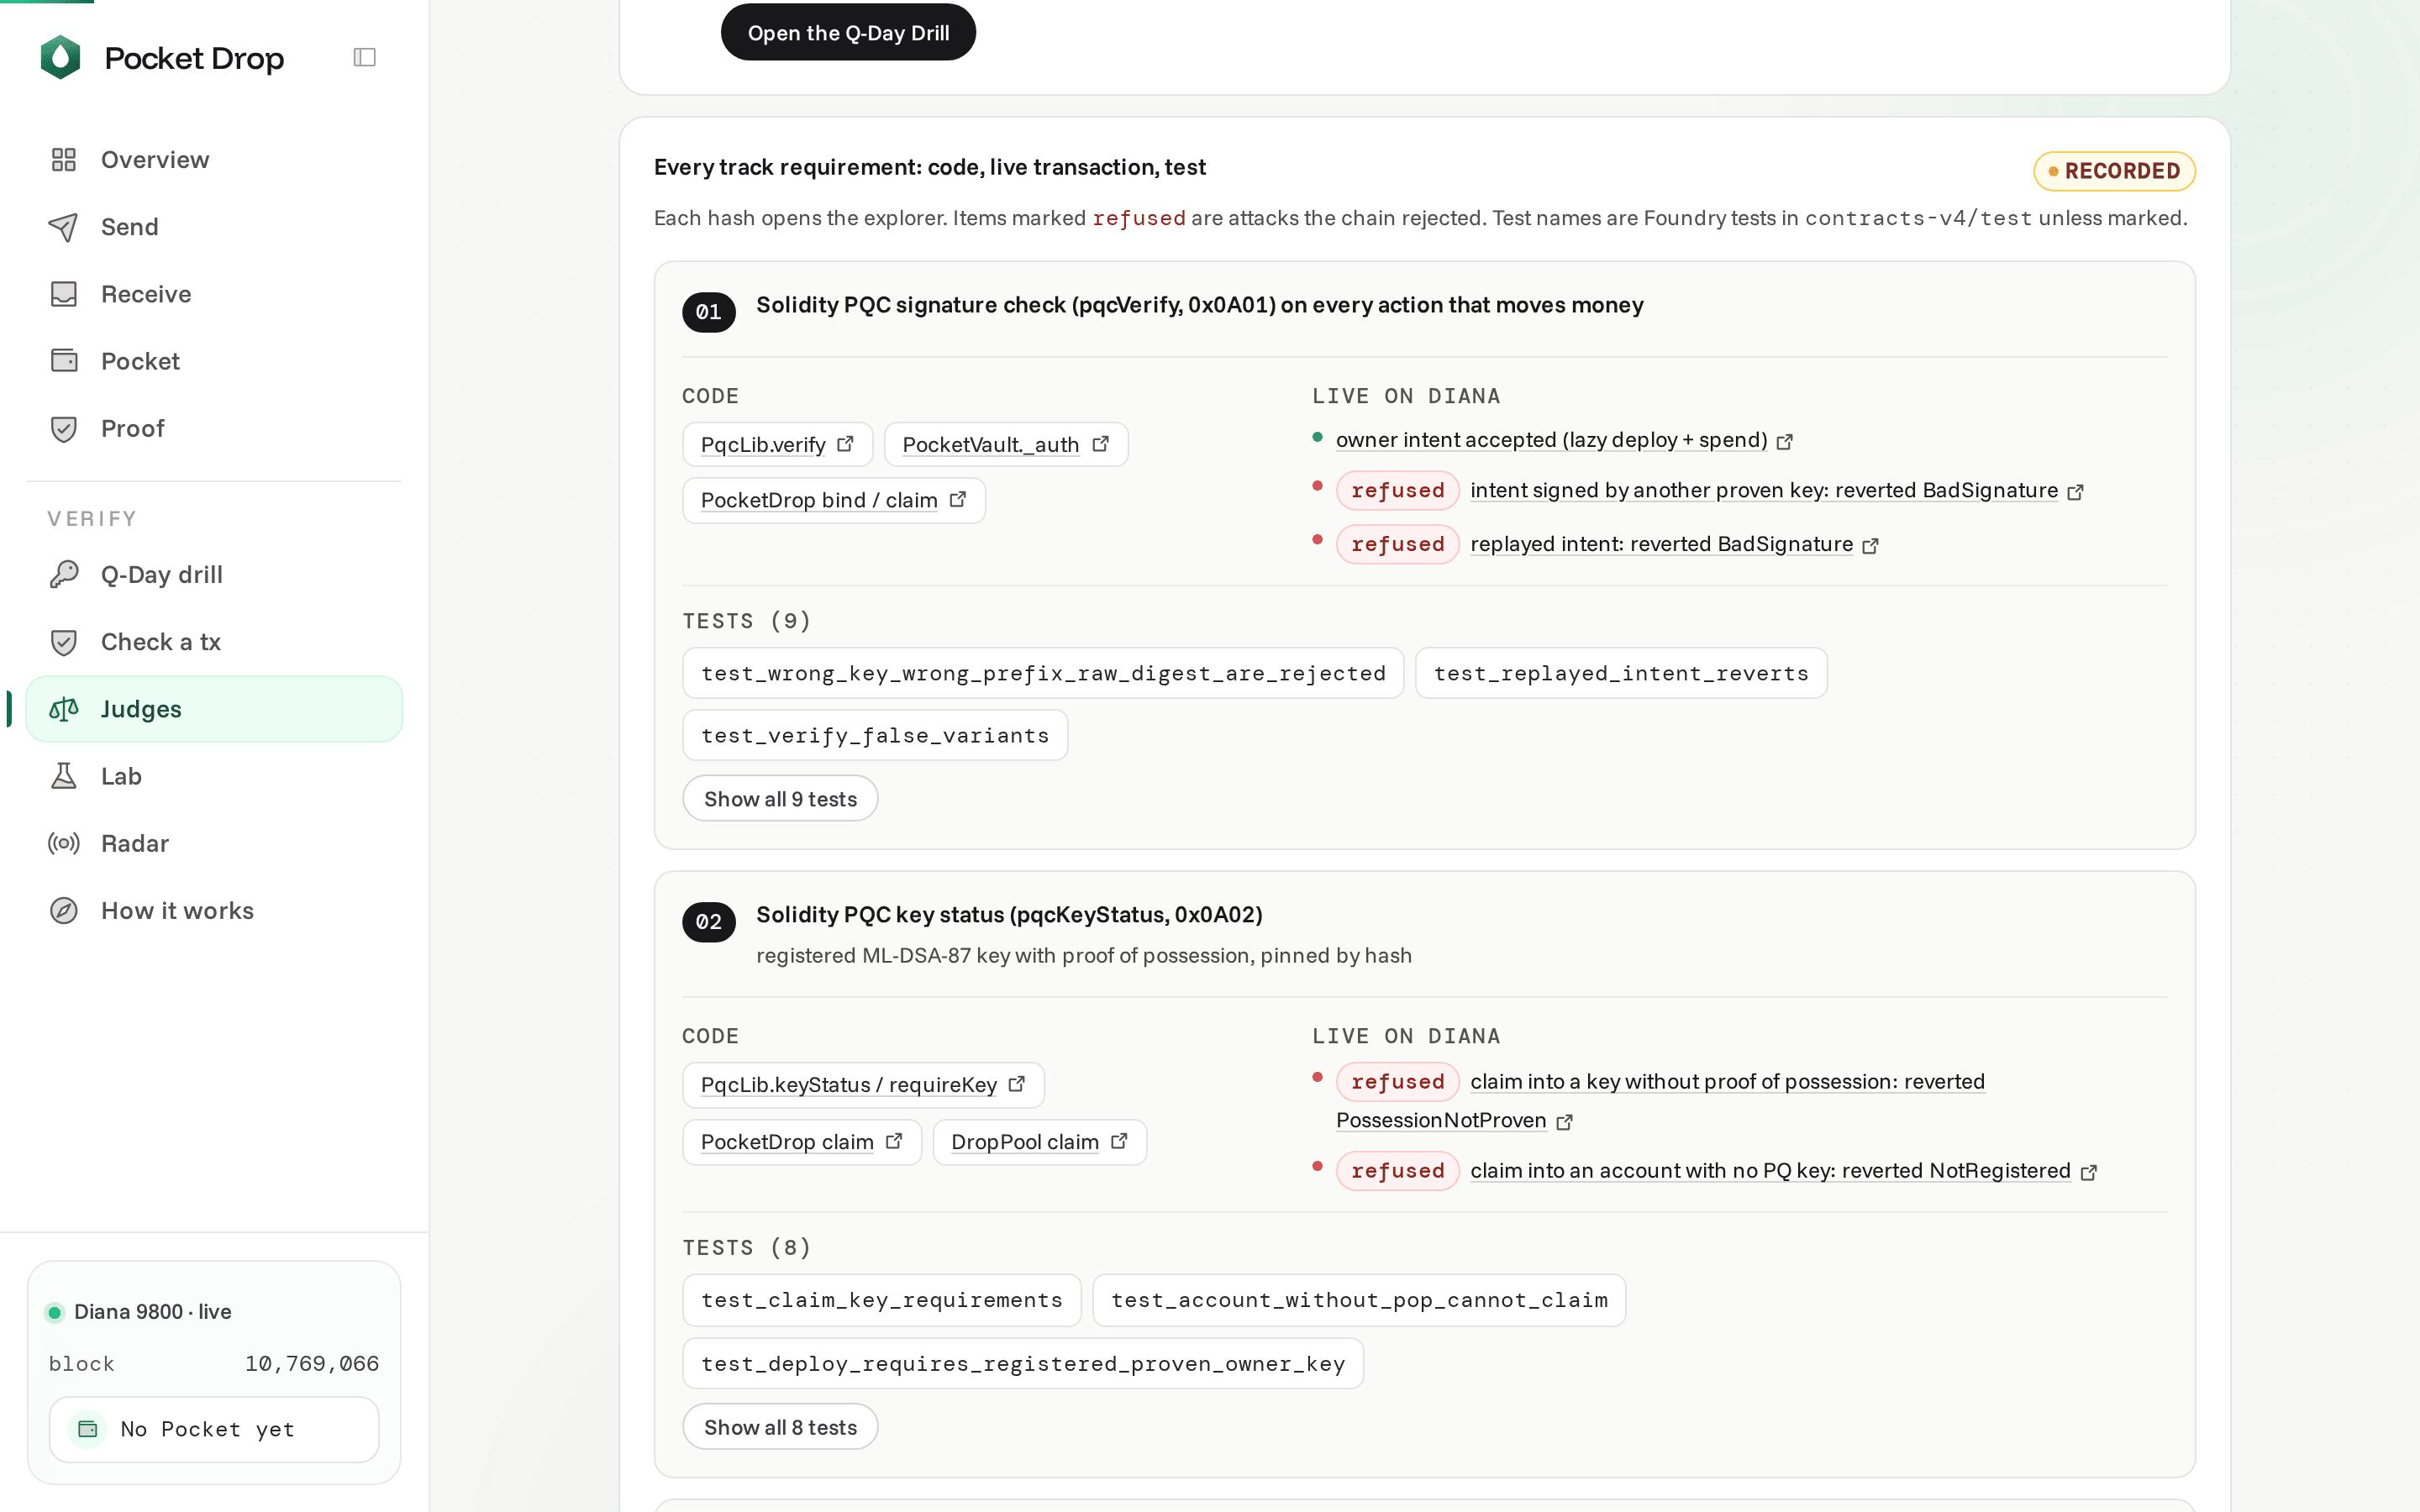 Pocket Drop
Overview
Send
Receive
Pocket
Proof
VERIFY
Q-Day drill
Check a tx
Judges
Lab
Radar
How it works
Diana 9800 · live
block 10,769,066
No Pocket yet
Open the Q-Day Drill
Every track requirement: code, live transaction, test
RECORDED
Each hash opens the explorer. Items marked refused are attacks the chain rejected. Test names are Foundry tests in contracts-v4/test unless marked.
01 Solidity PQC signature check (pqcVerify, 0x0A01) on every action that moves money
CODE
PqcLib.verify PocketVault._auth
PocketDrop bind / claim
LIVE ON DIANA
owner intent accepted (lazy deploy + spend)
refused intent signed by another proven key: reverted BadSignature
refused replayed intent: reverted BadSignature
TESTS (9)
test_wrong_key_wrong_prefix_raw_digest_are_rejected test_replayed_intent_reverts
test_verify_false_variants
Show all 9 tests
02 Solidity PQC key status (pqcKeyStatus, 0x0A02)
registered ML-DSA-87 key with proof of possession, pinned by hash
CODE
PqcLib.keyStatus / requireKey
PocketDrop claim DropPool claim
LIVE ON DIANA
refused claim into a key without proof of possession: reverted
PossessionNotProven
refused claim into an account with no PQ key: reverted NotRegistered
TESTS (8)
test_claim_key_requirements test_account_without_pop_cannot_claim
test_deploy_requires_registered_proven_owner_key
Show all 8 tests